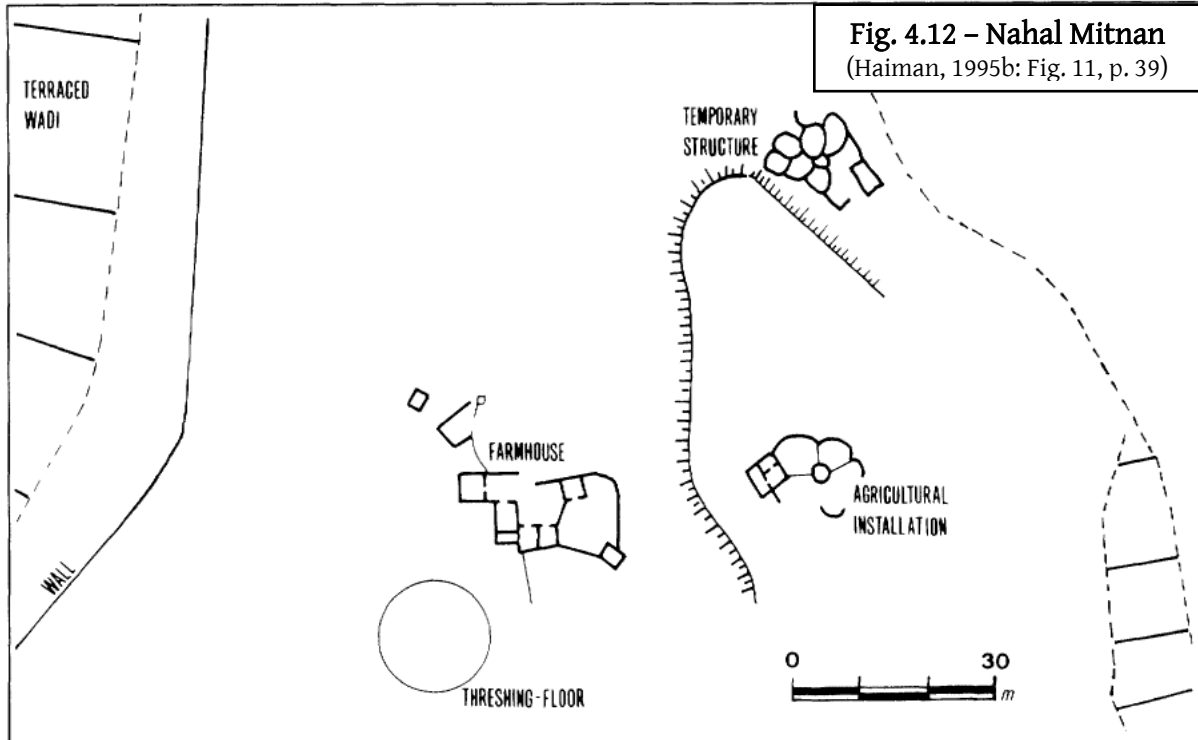 Fig. 4.12 – Nahal Mitnan
(Haiman, 1995b: Fig. 11, p. 39)
TERRACED
WADI
TEMPORARY
STRUCTURE
FARMHOUSE
AGRICULTURAL
INSTALLATION
WALL
THRESHING-FLOOR
0 30
m